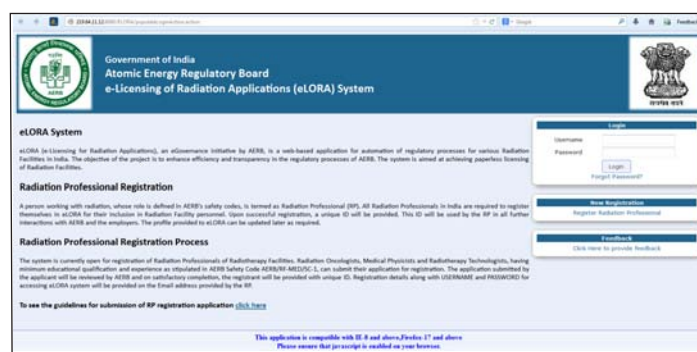 Google
Feedback
Government of India
Atomic Energy Regulatory Board
e-Licensing of Radiation Applications (eLORA) System
सत्यमेव जयते
AERB
eLORA System
eLORA (e-Licensing for Radiation Applications), an eGovernance Initiative by AERB, is a web-based application for automation of regulatory processes for various Radiation
Facilities in India. The objective of the project is to enhance efficiency and transparency in the regulatory processes of AERB. The system is aimed at achieving paperless licensing
of Radiation Facilities.
Radiation Professional Registration
A person working with radiation, whose role is defined in AERB's safety codes, is termed as Radiation Professional (RP). All Radiation Professionals in India are required to register
themselves in eLORA for their inclusion in Radiation Facility personnel. Upon successful registration, a unique ID will be provided. This ID will be used by the RP in all further
interactions with AERB and the employers. The profile provided to eLORA can be updated later as required.
Radiation Professional Registration Process
The system is currently open for registration of Radiation Professionals of Radiotherapy Facilities. Radiation Oncologists, Medical Physicists and Radiotherapy Technologists, having
minimum educational qualification and experience as stipulated in AERB Safety Code AERB/RF-MED/SC-1, can submit their application for registration. The application submitted by
the applicant will be reviewed by AERB and on satisfactory completion, the registrant will be provided with unique ID. Registration details along with USERNAME and PASSWORD for
accessing eLORA system will be provided on the Email address provided by the RP.
To see the guidelines for submission of RP registration application click here
Login
Username
Password
Login
Forgot Password?
New Registration
Register Radiation Professional
Feedback
Click Here to provide feedback
This application is compatible with IE-8 and above,Firefox-17 and above
Please ensure that javascript is enabled on your browser.